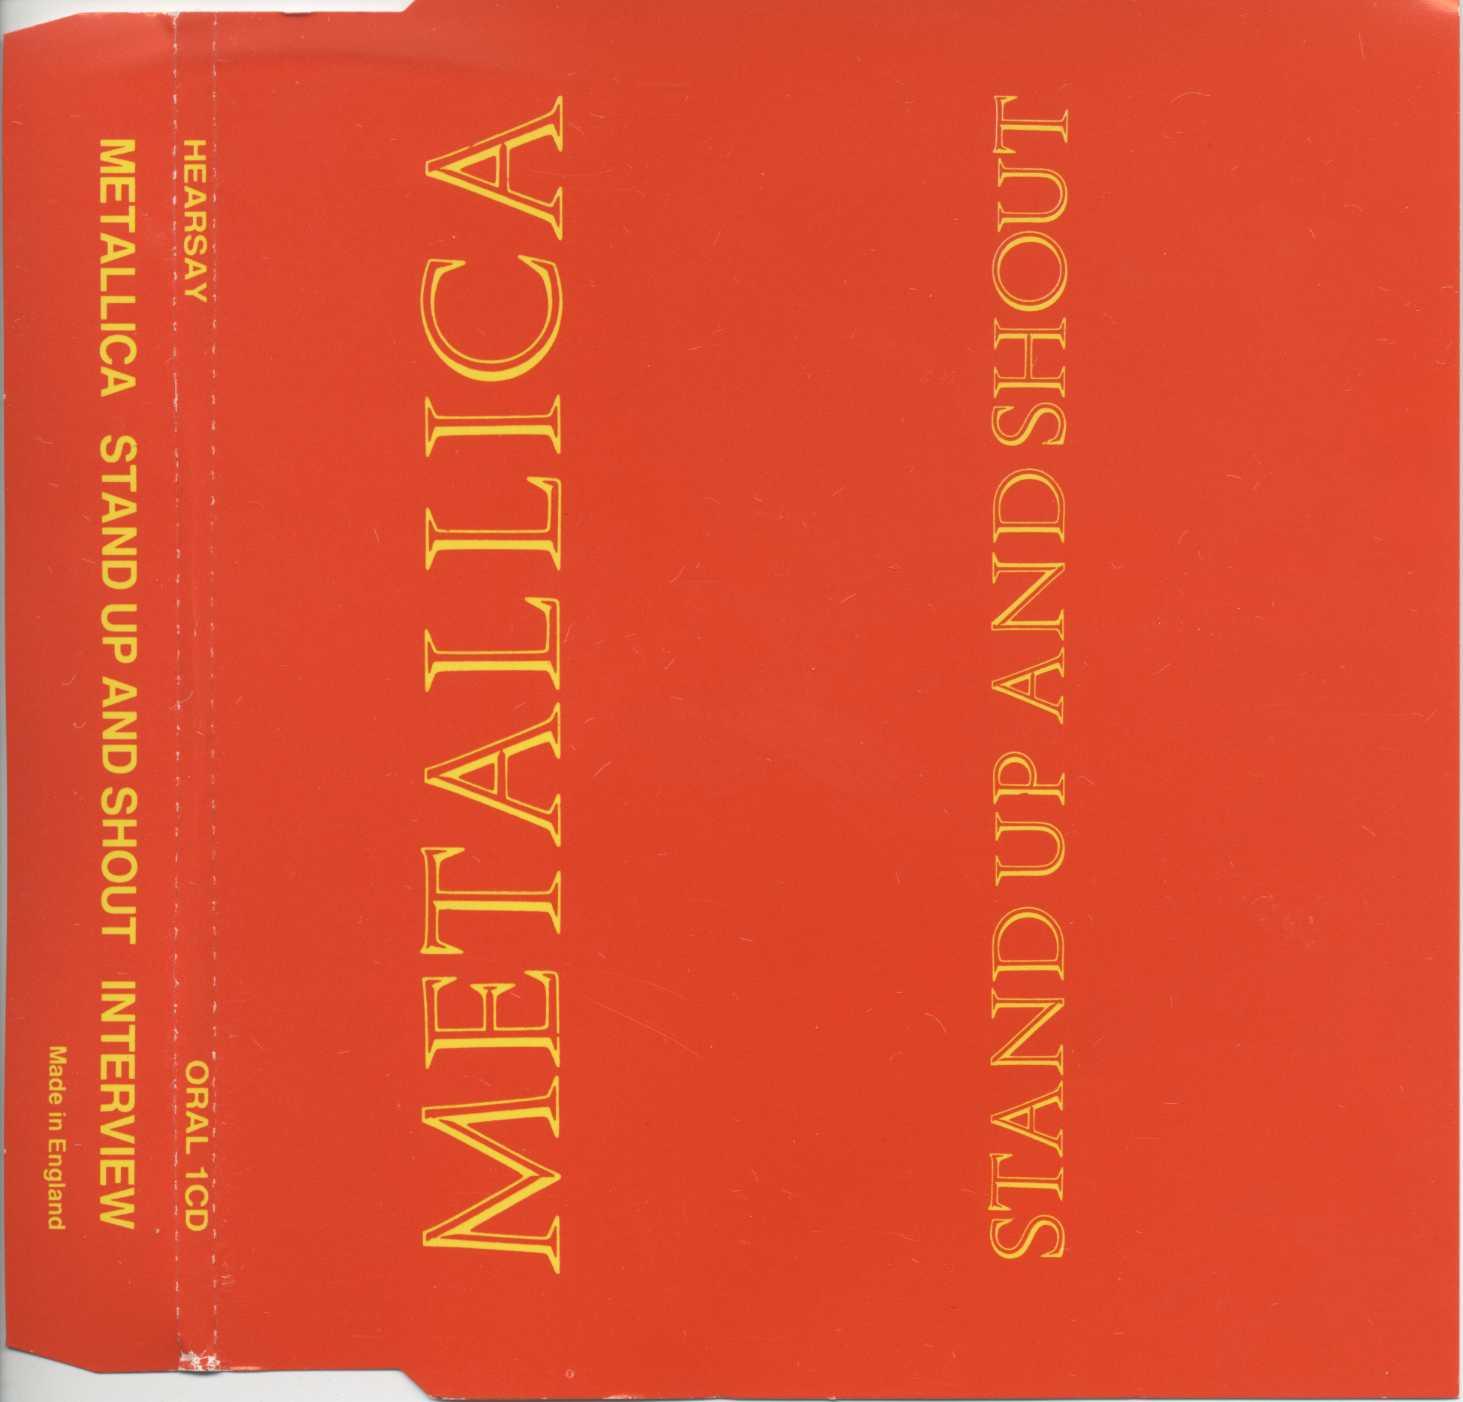 METALLICA
STAND UP AND SHOUT
HEARSAY ORAL 1CD
METALLICA STAND UP AND SHOUT INTERVIEW
Made in England